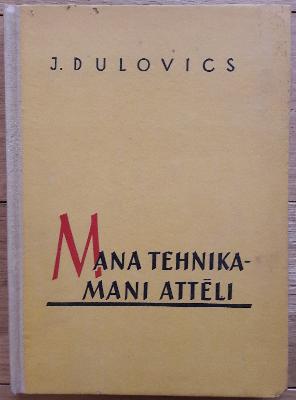 J. DULOVICS
MANA TEHNIKA-
MANI ATTĒLI